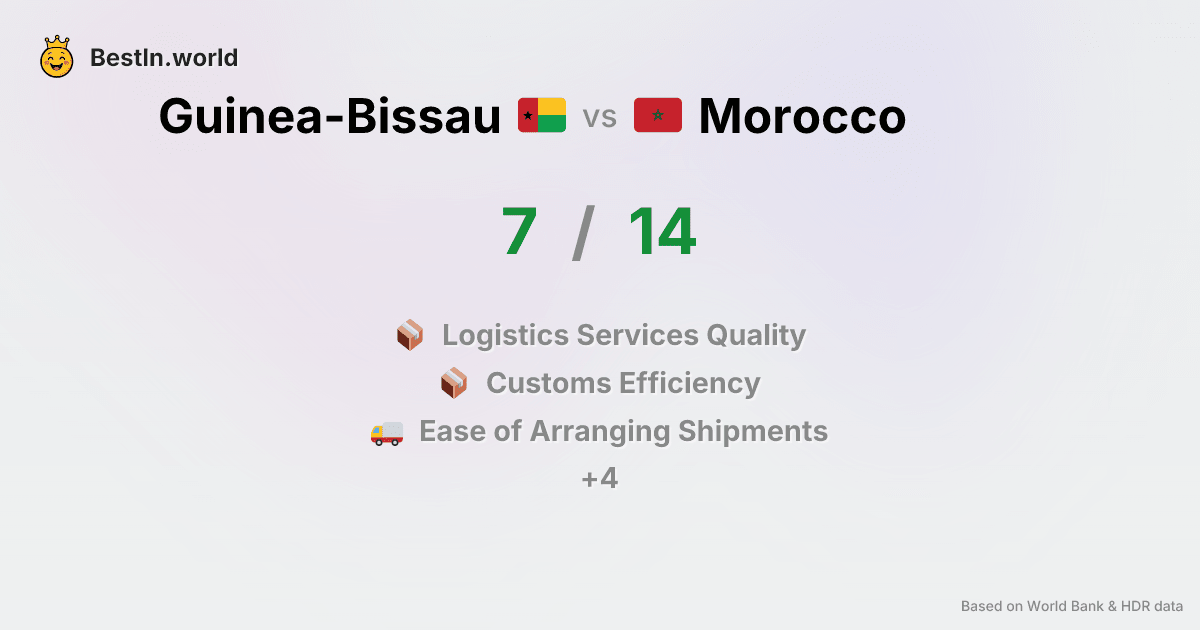 BestIn.world
Guinea-Bissau vs Morocco
7 / 14
Logistics Services Quality
Customs Efficiency
Ease of Arranging Shipments
+4
Based on World Bank & HDR data